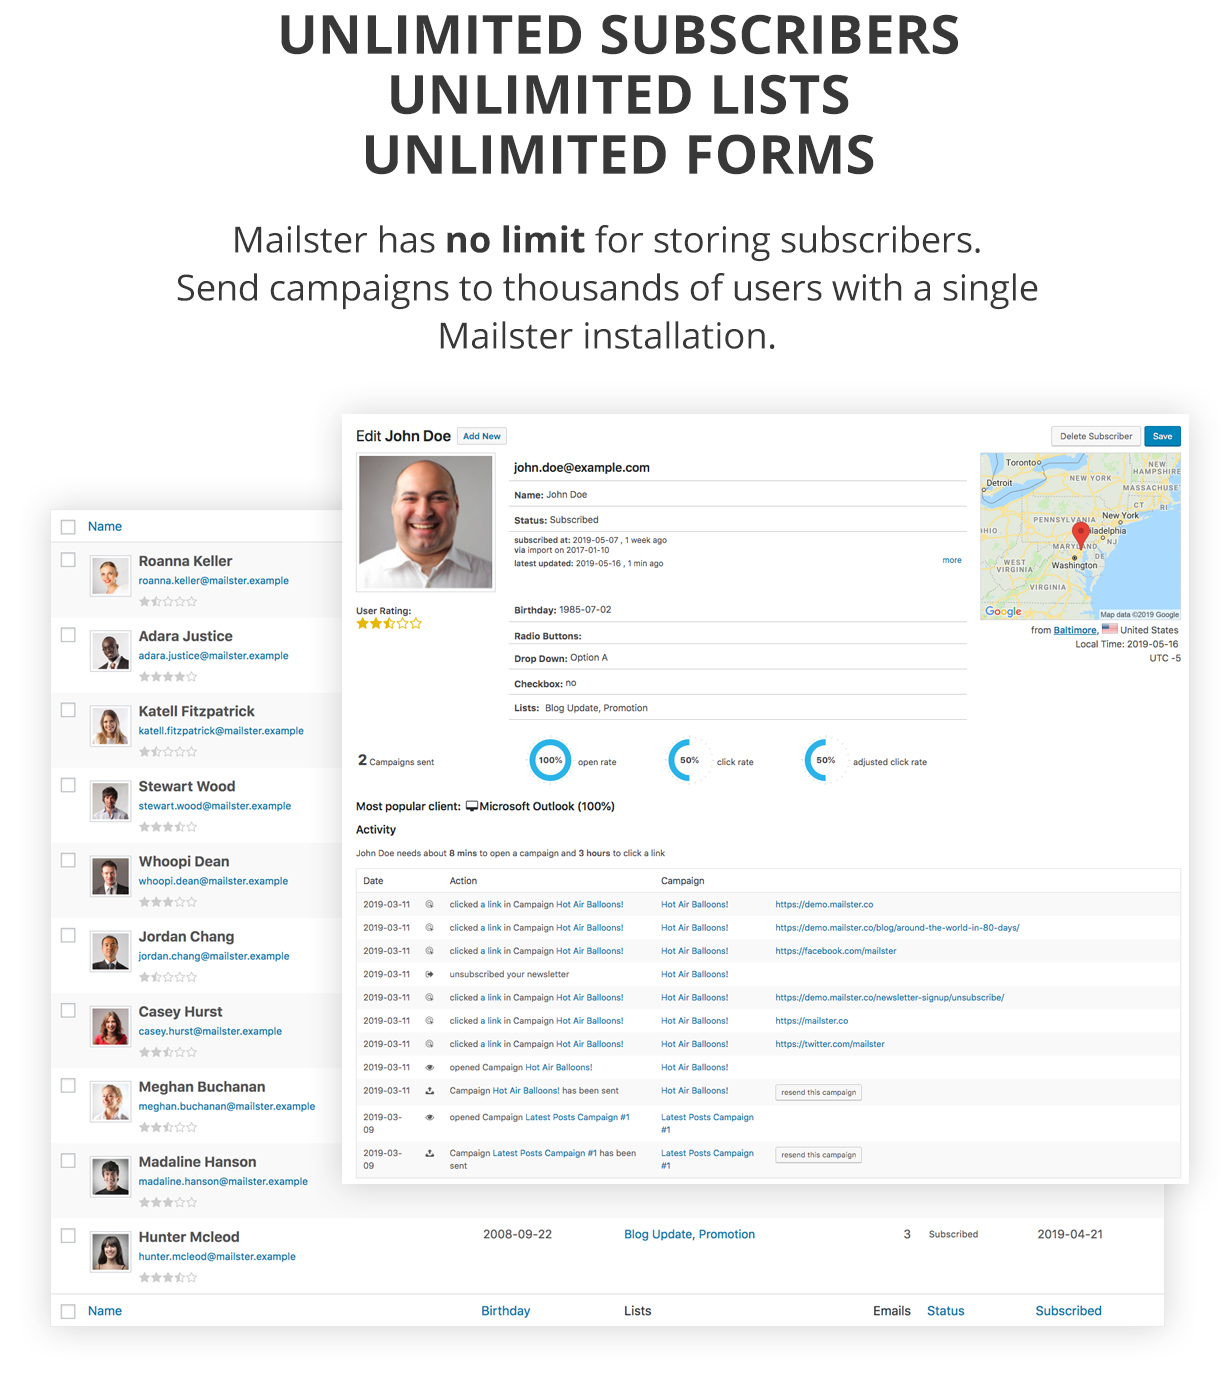 UNLIMITED SUBSCRIBERS
UNLIMITED LISTS
UNLIMITED FORMS
Mailster has no limit for storing subscribers.
Send campaigns to thousands of users with a single
Mailster installation.
Edit John Doe Add New Delete Subscriber Save
john.doe@example.com
Name: John Doe
Status: Subscribed
subscribed at: 2019-05-07 , 1 week ago
via import on 2017-01-10
latest updated: 2019-05-16 , 1 min ago
more
User Rating:
Birthday: 1985-07-02
Radio Buttons:
Drop Down: Option A
Checkbox: no
Lists: Blog Update, Promotion
Toronto
Detroit
NEW HAMPSHIRE
NEW YORK
MASSACHUSE
CT RI
PENNSYLVANIA
New York
OHIO
iladelphia
NJ
MARYLAND
DE
WEST VIRGINIA
Washington
VIRGINIA
Google
Map data ©2019 Google
from Baltimore, United States
Local Time: 2019-05-16
UTC -5
2 Campaigns sent 100% open rate 50% click rate 50% adjusted click rate
Most popular client: Microsoft Outlook (100%)
Activity
John Doe needs about 8 mins to open a campaign and 3 hours to click a link
Date Action Campaign
2019-03-11 clicked a link in Campaign Hot Air Balloons! Hot Air Balloons! https://demo.mailster.co
2019-03-11 clicked a link in Campaign Hot Air Balloons! Hot Air Balloons! https://demo.mailster.co/blog/around-the-world-in-80-days/
2019-03-11 clicked a link in Campaign Hot Air Balloons! Hot Air Balloons! https://facebook.com/mailster
2019-03-11 unsubscribed your newsletter Hot Air Balloons!
2019-03-11 clicked a link in Campaign Hot Air Balloons! Hot Air Balloons! https://demo.mailster.co/newsletter-signup/unsubscribe/
2019-03-11 clicked a link in Campaign Hot Air Balloons! Hot Air Balloons! https://mailster.co
2019-03-11 clicked a link in Campaign Hot Air Balloons! Hot Air Balloons! https://twitter.com/mailster
2019-03-11 opened Campaign Hot Air Balloons! Hot Air Balloons!
2019-03-11 Campaign Hot Air Balloons! has been sent Hot Air Balloons! resend this campaign
2019-03- opened Campaign Latest Posts Campaign #1 Latest Posts Campaign
09 #1
2019-03- Campaign Latest Posts Campaign #1 has been Latest Posts Campaign resend this campaign
09 sent #1
Name
Roanna Keller
roanna.keller@mailster.example
Adara Justice
adara.justice@mailster.example
Katell Fitzpatrick
katell.fitzpatrick@mailster.example
Stewart Wood
stewart.wood@mailster.example
Whoopi Dean
whoopi.dean@mailster.example
Jordan Chang
jordan.chang@mailster.example
Casey Hurst
casey.hurst@mailster.example
Meghan Buchanan
meghan.buchanan@mailster.example
Madaline Hanson
madaline.hanson@mailster.example
Hunter Mcleod 2008-09-22 Blog Update, Promotion 3 Subscribed 2019-04-21
hunter.mcleod@mailster.example
Name Birthday Lists Emails Status Subscribed